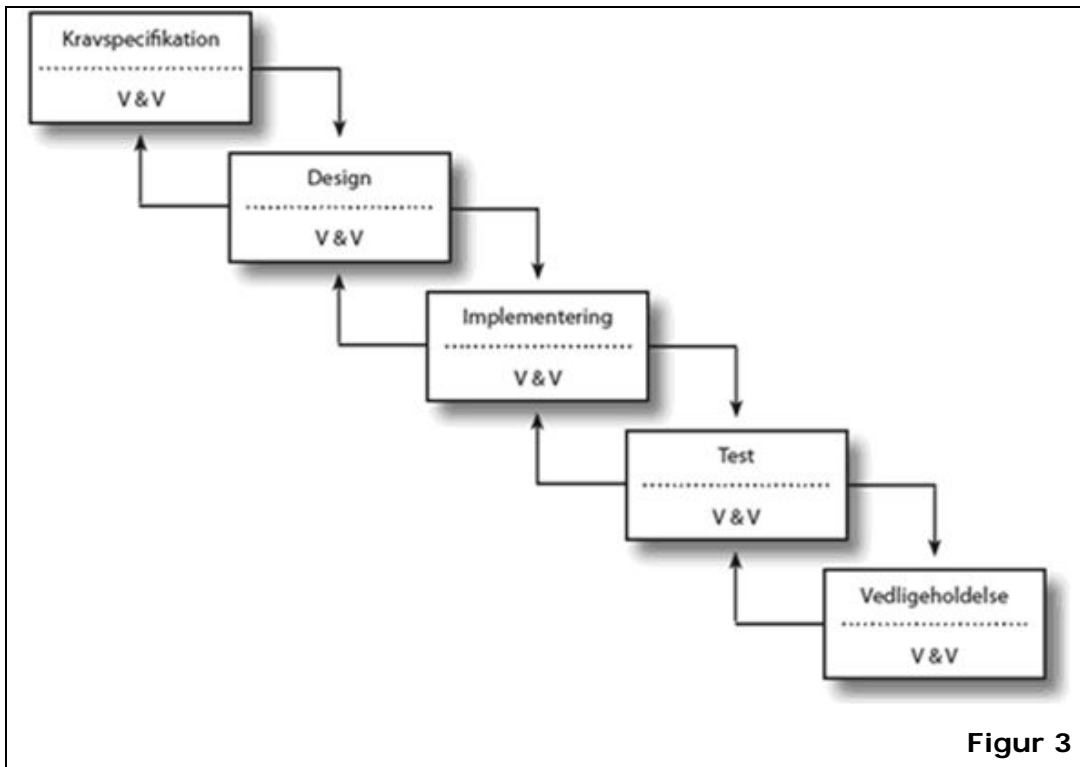 Kravspecifikation
V & V
Design
V & V
Implementering
V & V
Test
V & V
Vedligeholdelse
V & V
Figur 3